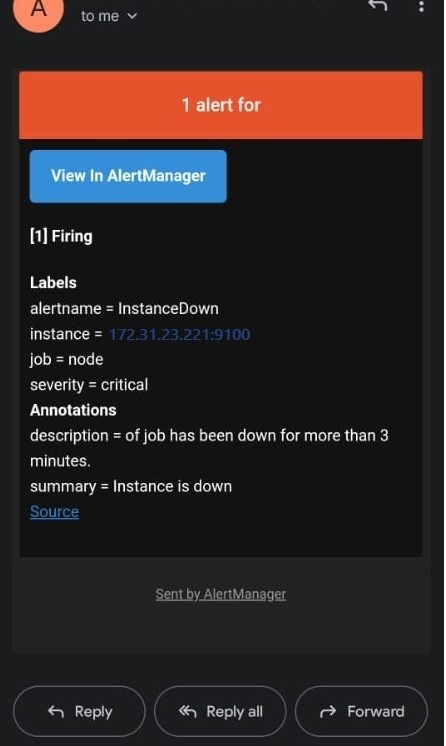 A
to me
1 alert for
View In AlertManager
[1] Firing
Labels
alertname = InstanceDown
instance = 172.31.23.221:9100
job = node
severity = critical
Annotations
description = of job has been down for more than 3
minutes.
summary = Instance is down
Source
Sent by AlertManager
Reply
Reply all
Forward